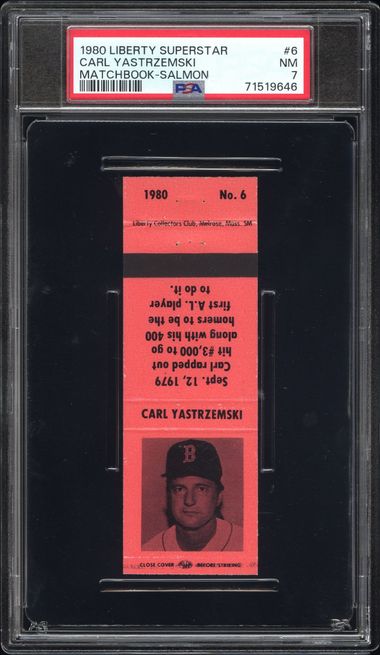 1980 LIBERTY SUPERSTAR #6
CARL YASTRZEMSKI NM
MATCHBOOK-SALMON 7
PSA 71519646
1980 No. 6
Liberty Collectors Club, Melrose, Mass. SM
Sept. 12, 1979
Carl rapped out
hit #3,000 to go
along with his 400
homers to be the
first A.L. player
to do it.
CARL YASTRZEMSKI
B
CLOSE COVER BEFORE STRIKING